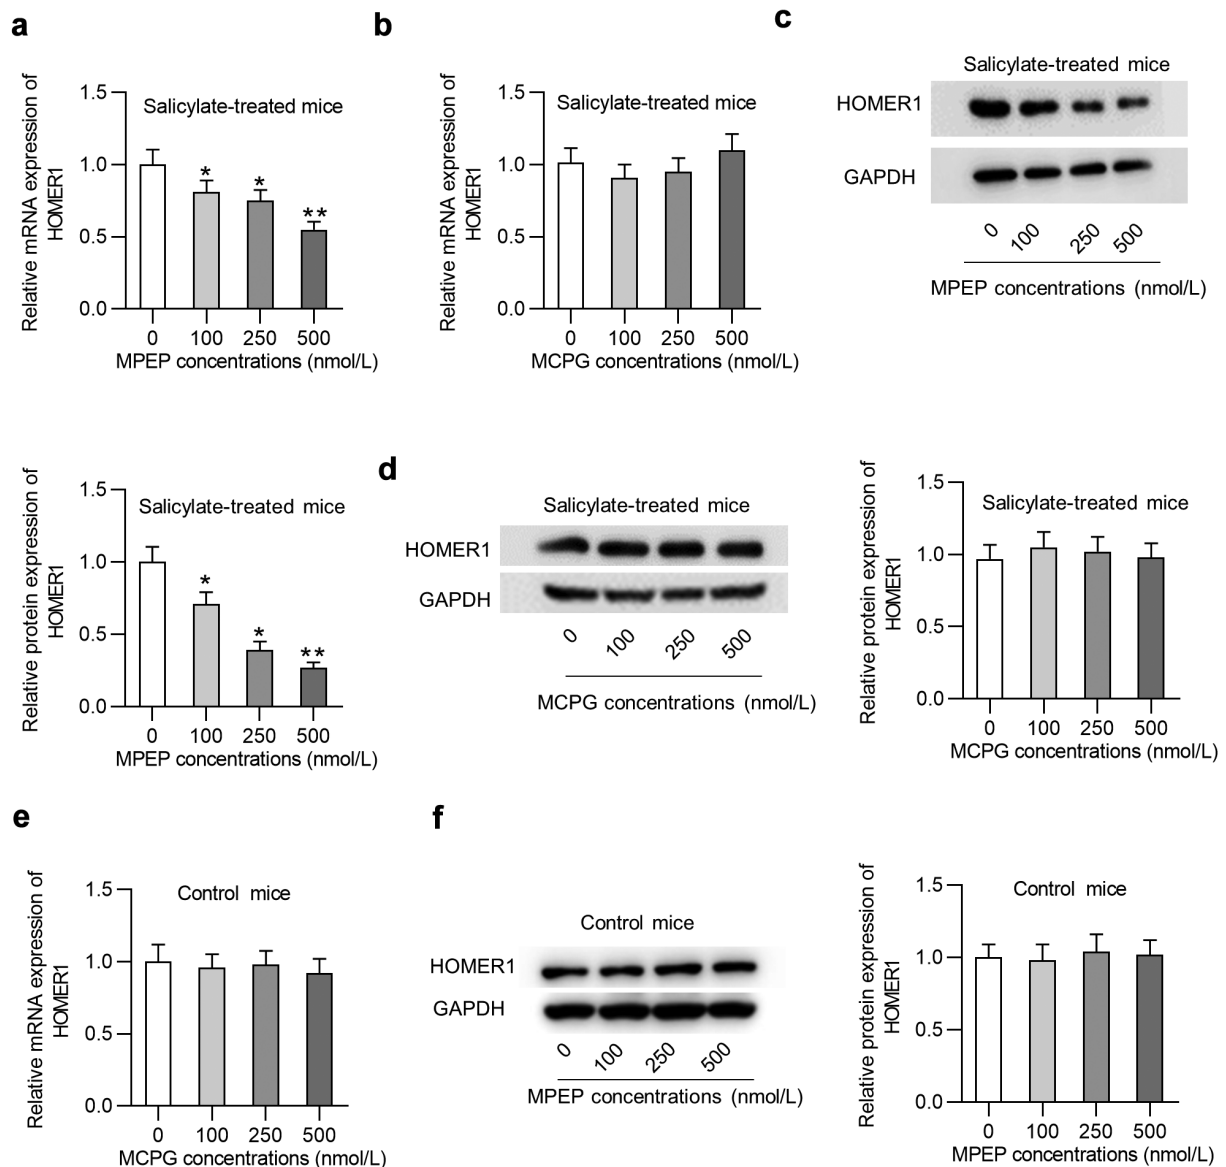 a
Relative mRNA expression of
HOMER1
1.5
1.0
0.5
0.0
Salicylate-treated mice
*
*
**
0 100 250 500
MPEP concentrations (nmol/L)
b
Relative mRNA expression of
HOMER1
1.5
1.0
0.5
0.0
Salicylate-treated mice
0 100 250 500
MCPG concentrations (nmol/L)
c
Salicylate-treated mice
HOMER1
GAPDH
0 100 250 500
MPEP concentrations (nmol/L)
Relative protein expression of
HOMER1
1.5
1.0
0.5
0.0
Salicylate-treated mice
*
*
**
0 100 250 500
MPEP concentrations (nmol/L)
d
Salicylate-treated mice
HOMER1
GAPDH
0 100 250 500
MCPG concentrations (nmol/L)
Relative protein expression of
HOMER1
1.5
1.0
0.5
0.0
Salicylate-treated mice
0 100 250 500
MCPG concentrations (nmol/L)
e
Relative mRNA expression of
HOMER1
1.5
1.0
0.5
0.0
Control mice
0 100 250 500
MCPG concentrations (nmol/L)
f
Control mice
HOMER1
GAPDH
0 100 250 500
MPEP concentrations (nmol/L)
Relative protein expression of
HOMER1
1.5
1.0
0.5
0.0
Control mice
0 100 250 500
MPEP concentrations (nmol/L)